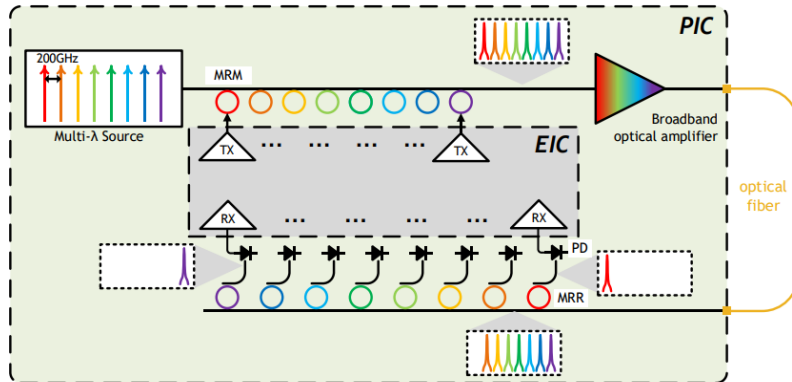 PIC
200GHz
MRM
Multi-λ Source
Broadband
optical amplifier
TX
... ... ... ...
TX
EIC
optical
fiber
RX
... ... ... ...
RX
PD
MRR